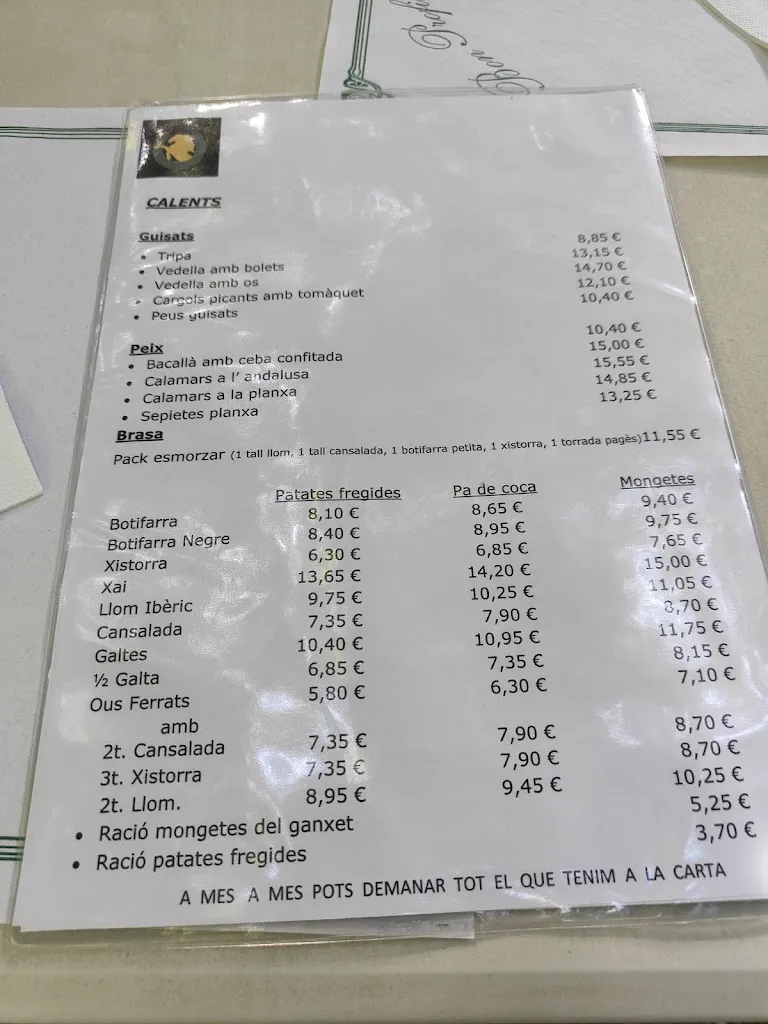 Bon Profi
CALENTS
Guisats
• Tripa 8,85 €
• Vedella amb bolets 13,15 €
• Vedella amb os 14,70 €
• Cargols picants amb tomàquet 12,10 €
• Peus guisats 10,40 €
Peix 10,40 €
• Bacallà amb ceba confitada 15,00 €
• Calamars a l' andalusa 15,55 €
• Calamars a la planxa 14,85 €
• Sepietes planxa 13,25 €
Brasa
Pack esmorzar (1 tall llom, 1 tall cansalada, 1 botifarra petita, 1 xistorra, 1 torrada pagès) 11,55 €
Patates fregides Pa de coca Mongetes
Botifarra 8,10 € 8,65 € 9,40 €
Botifarra Negre 8,40 € 8,95 € 9,75 €
Xistorra 6,30 € 6,85 € 7,65 €
Xai 13,65 € 14,20 € 15,00 €
Llom Ibèric 9,75 € 10,25 € 11,05 €
Cansalada 7,35 € 7,90 € 8,70 €
Galtes 10,40 € 10,95 € 11,75 €
½ Galta 6,85 € 7,35 € 8,15 €
Ous Ferrats 5,80 € 6,30 € 7,10 €
amb
2t. Cansalada 7,35 € 7,90 € 8,70 €
3t. Xistorra 7,35 € 7,90 € 8,70 €
2t. Llom. 8,95 € 9,45 € 10,25 €
• Ració mongetes del ganxet 5,25 €
• Ració patates fregides 3,70 €
A MES A MES POTS DEMANAR TOT EL QUE TENIM A LA CARTA